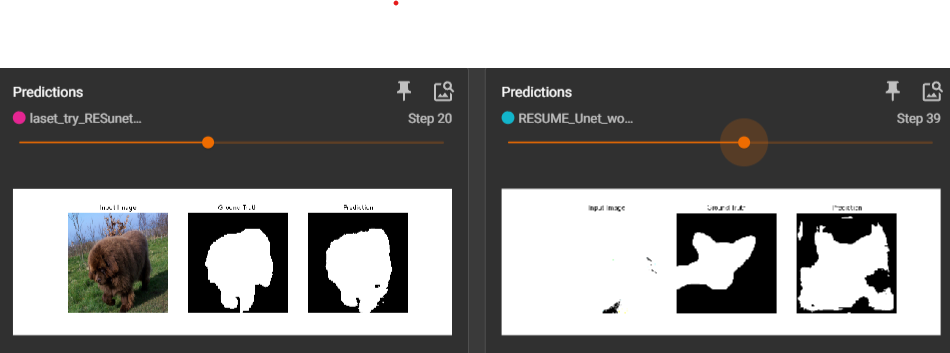 Predictions
laset_try_RESunet...
Step 20
Input Image
Ground Truth
Prediction
Predictions
RESUME_Unet_wo...
Step 39
Input Image
Ground Truth
Prediction